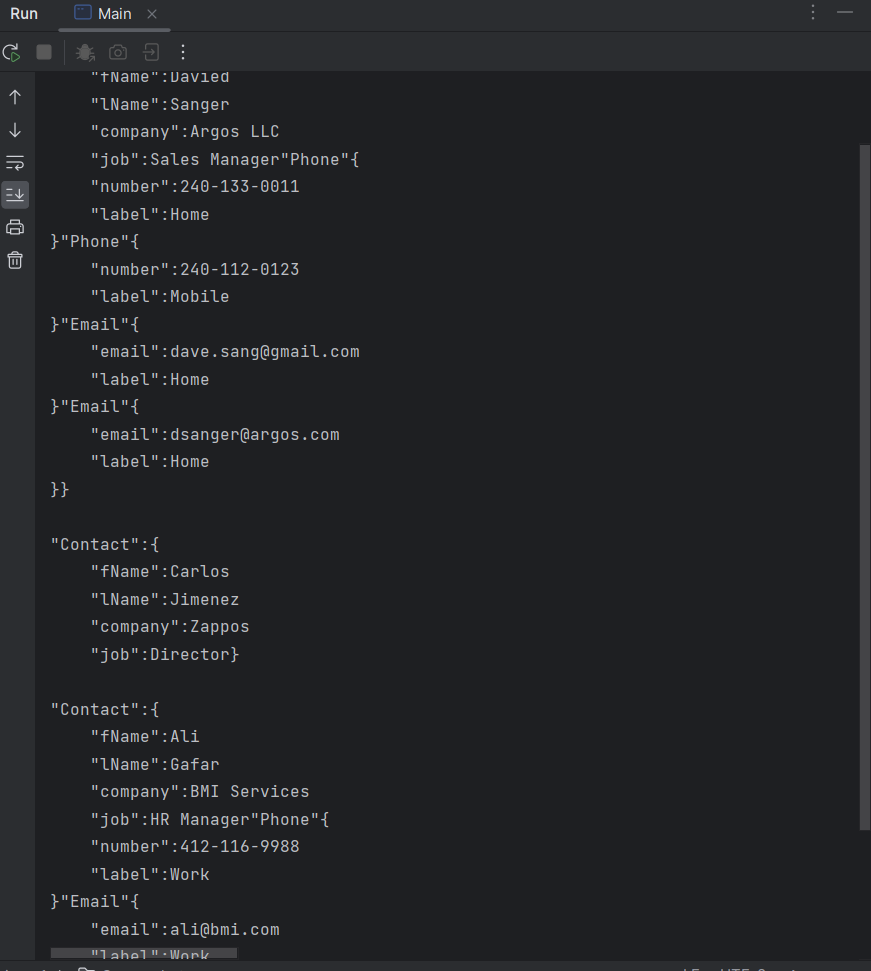 Run Main
"fName":Davied
"lName":Sanger
"company":Argos LLC
"job":Sales Manager"Phone"{
"number":240-133-0011
"label":Home
}"Phone"{
"number":240-112-0123
"label":Mobile
}"Email"{
"email":dave.sang@gmail.com
"label":Home
}"Email"{
"email":dsanger@argos.com
"label":Home
}}
"Contact":{
"fName":Carlos
"lName":Jimenez
"company":Zappos
"job":Director}
"Contact":{
"fName":Ali
"lName":Gafar
"company":BMI Services
"job":HR Manager"Phone"{
"number":412-116-9988
"label":Work
}"Email"{
"email":ali@bmi.com
"label":Work